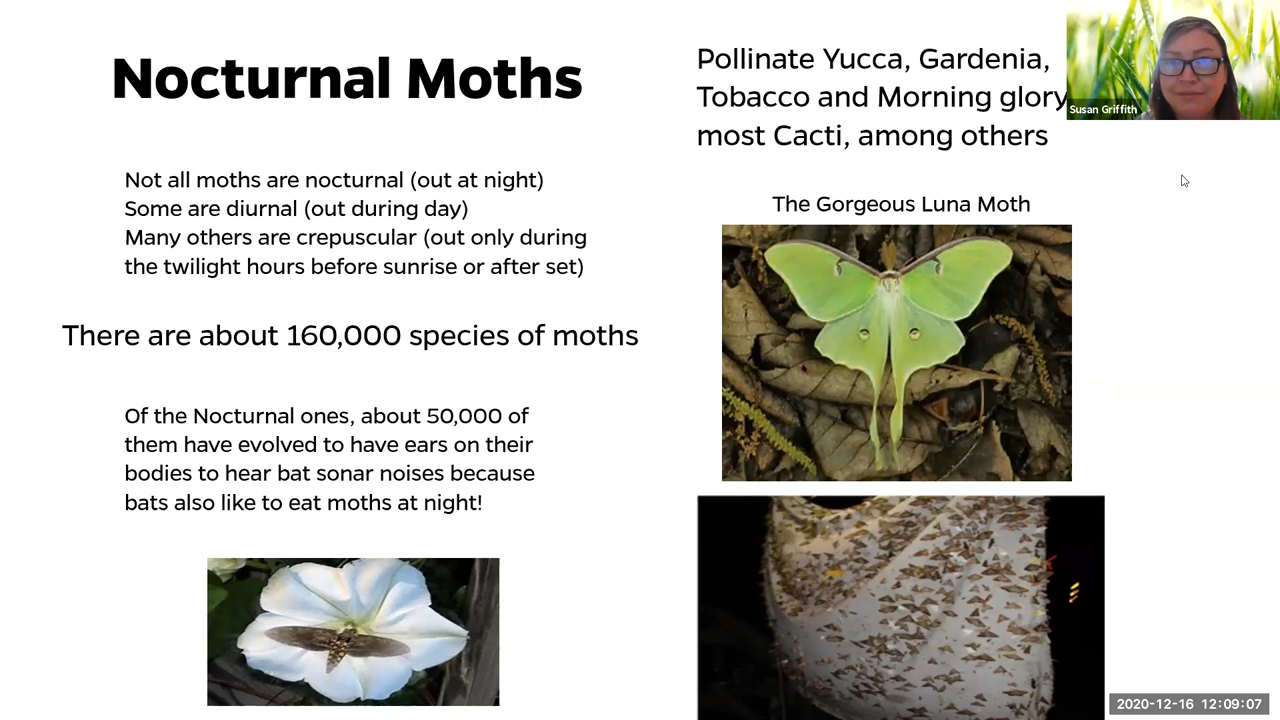 Nocturnal Moths
Not all moths are nocturnal (out at night)
Some are diurnal (out during day)
Many others are crepuscular (out only during
the twilight hours before sunrise or after set)
There are about 160,000 species of moths
Of the Nocturnal ones, about 50,000 of
them have evolved to have ears on their
bodies to hear bat sonar noises because
bats also like to eat moths at night!
Pollinate Yucca, Gardenia,
Tobacco and Morning glory
most Cacti, among others
The Gorgeous Luna Moth
Susan Griffith
2020-12-16 12:09:07